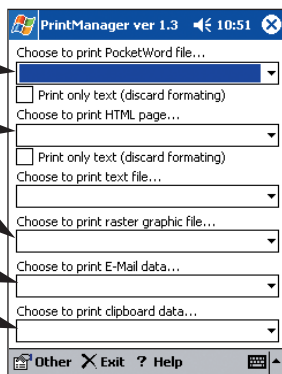 PrintManager ver 1.3 10:51
Choose to print PocketWord file...
Print only text (discard formating)
Choose to print HTML page...
Print only text (discard formating)
Choose to print text file...
Choose to print raster graphic file...
Choose to print E-Mail data...
Choose to print clipboard data...
Other Exit ? Help